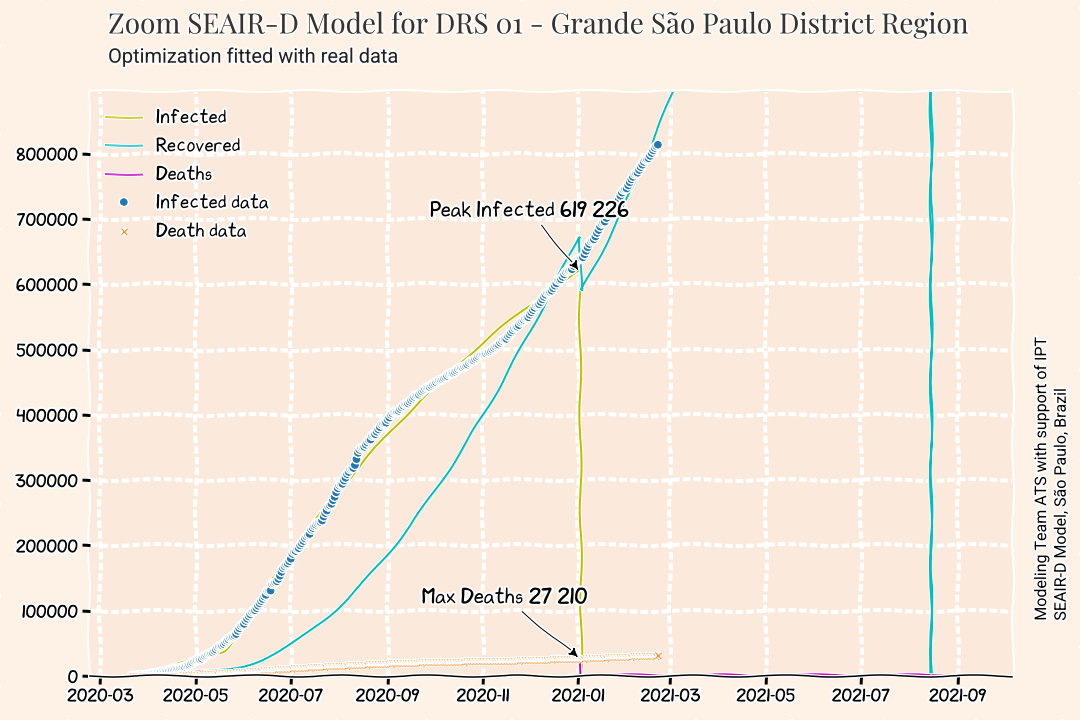 Zoom SEAIR-D Model for DRS 01 - Grande São Paulo District Region
Optimization fitted with real data
Infected
Recovered
Deaths
Infected data
Death data
Peak Infected 619 226
Max Deaths 27 210
800000
700000
600000
500000
400000
300000
200000
100000
0
2020-03
2020-05
2020-07
2020-09
2020-11
2021-01
2021-03
2021-05
2021-07
2021-09
Modeling Team ATS with support of IPT
SEAIR-D Model, São Paulo, Brazil